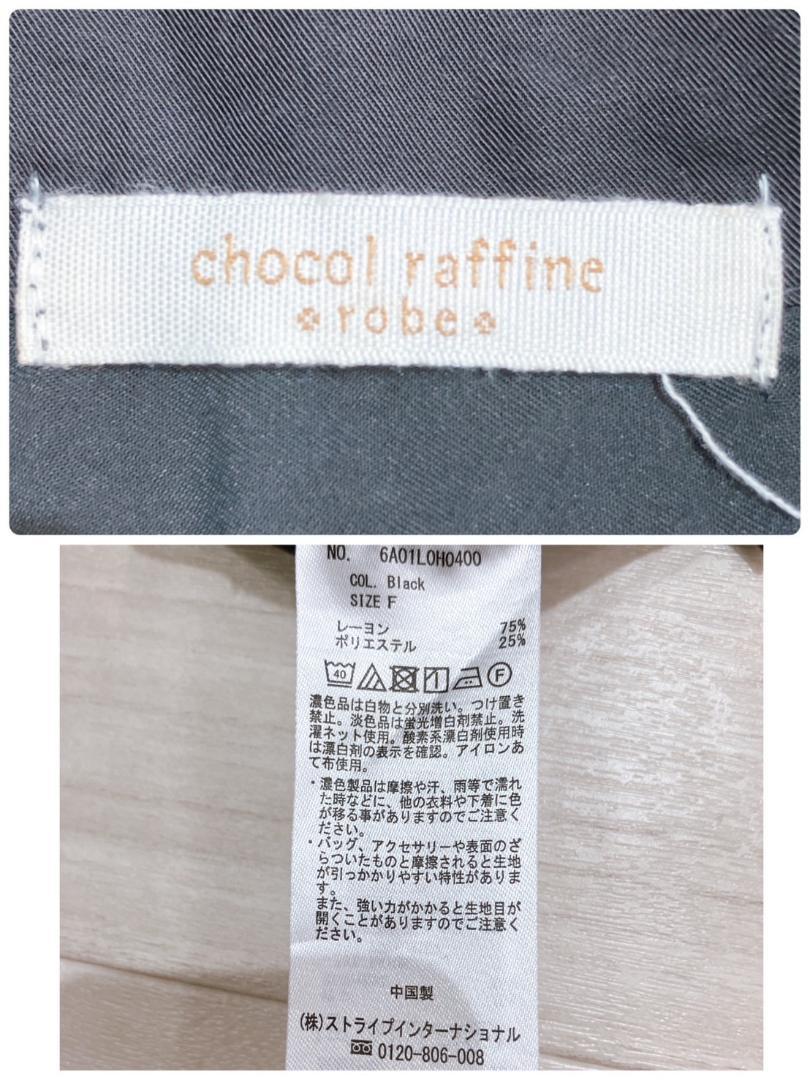 chocol raffine
robe
NO. 6A01L0H0400
COL. Black
SIZE F
レーヨン 75%
ポリエステル 25%
40 F
濃色品は白物と分別洗い。つけ置き
禁止。淡色品は蛍光増白剤禁止。洗
濯ネット使用。酸素系漂白剤使用時
は漂白剤の表示を確認。アイロンあ
て布使用。
・濃色製品は摩擦や汗、雨等で濡れ
た時などに、他の衣料や下着に色
が移る事がありますのでご注意く
ださい。
・バッグ、アクセサリーや表面のざ
らついたものと摩擦されると生地
が引っかかりやすい特性がありま
す。
また、強い力がかかると生地目が
開くことがありますのでご注意く
ださい。
中国製
(株)ストライプインターナショナル
0120-806-008